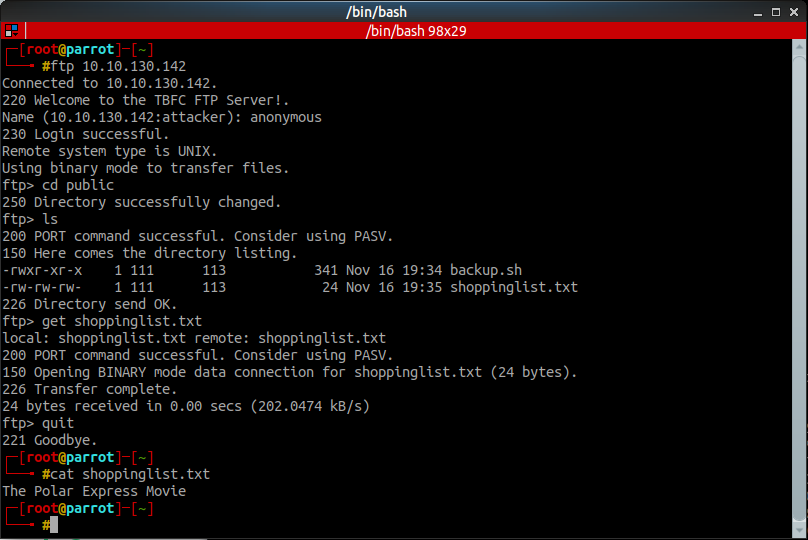 /bin/bash
/bin/bash 98x29
┌─[root@parrot]─[~]
└──╼ #ftp 10.10.130.142
Connected to 10.10.130.142.
220 Welcome to the TBFC FTP Server!.
Name (10.10.130.142:attacker): anonymous
230 Login successful.
Remote system type is UNIX.
Using binary mode to transfer files.
ftp> cd public
250 Directory successfully changed.
ftp> ls
200 PORT command successful. Consider using PASV.
150 Here comes the directory listing.
-rwxr-xr-x    1 111      113           341 Nov 16 19:34 backup.sh
-rw-rw-rw-    1 111      113            24 Nov 16 19:35 shoppinglist.txt
226 Directory send OK.
ftp> get shoppinglist.txt
local: shoppinglist.txt remote: shoppinglist.txt
200 PORT command successful. Consider using PASV.
150 Opening BINARY mode data connection for shoppinglist.txt (24 bytes).
226 Transfer complete.
24 bytes received in 0.00 secs (202.0474 kB/s)
ftp> quit
221 Goodbye.
┌─[root@parrot]─[~]
└──╼ #cat shoppinglist.txt
The Polar Express Movie
┌─[root@parrot]─[~]
└──╼ #